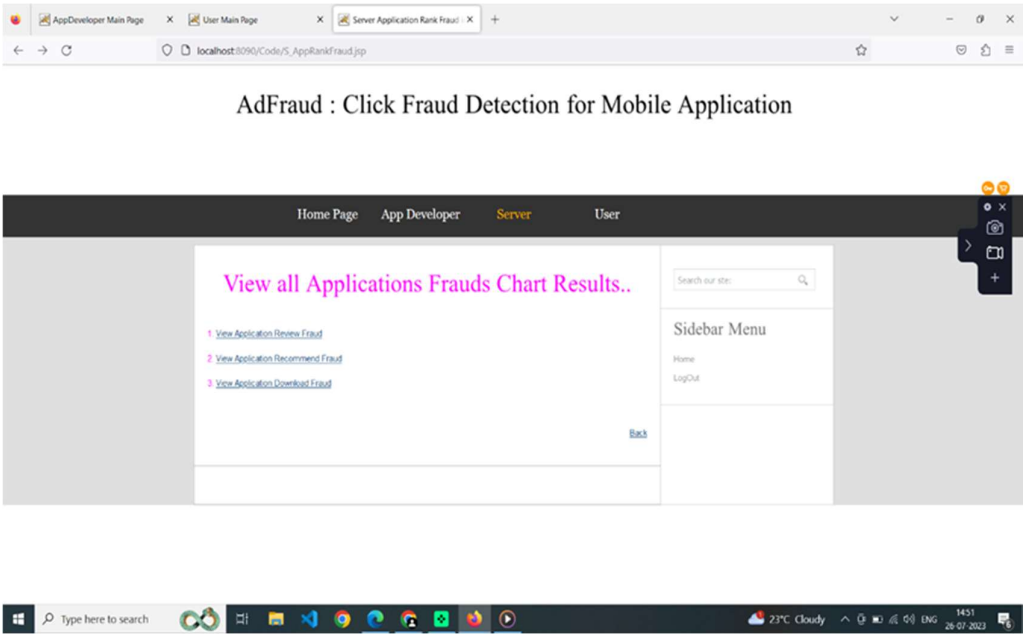 AppDeveloper Main Page
User Main Page
Server Application Rank Fraud
localhost:8090/Code/S_AppRankFraud.jsp
AdFraud : Click Fraud Detection for Mobile Application
Home Page App Developer Server User
View all Applications Frauds Chart Results..
Search our site:
1. View Application Review Fraud
2. View Application Recommend Fraud
3. View Application Download Fraud
Back
Sidebar Menu
Home
LogOut
Type here to search
23°C Cloudy
ENG
14:51
26-07-2023
6